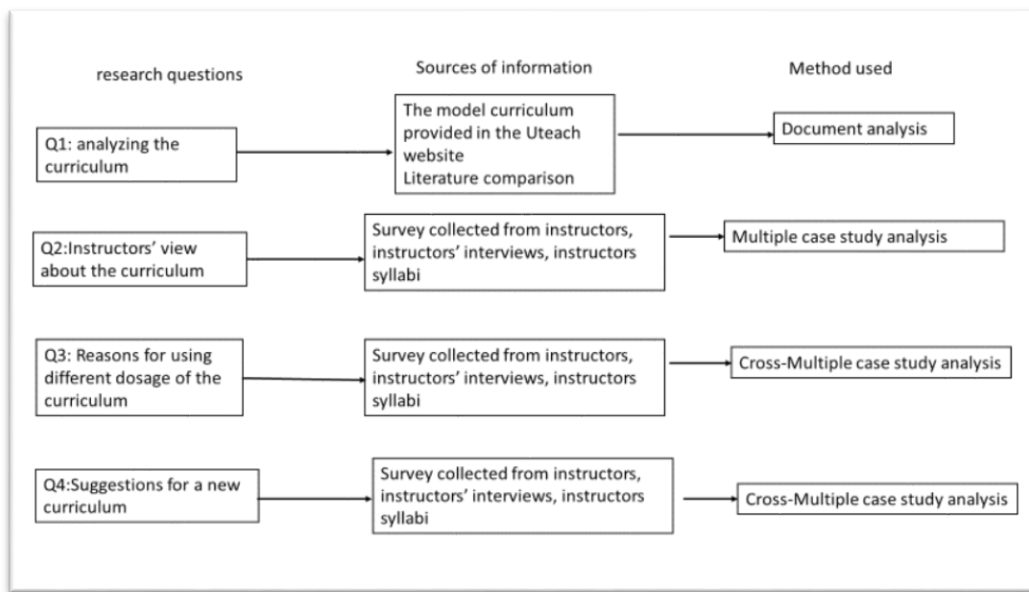 research questions
Sources of information
Method used
Q1: analyzing the
curriculum
The model curriculum
provided in the Uteach
website
Literature comparison
Document analysis
Q2:Instructors' view
about the curriculum
Survey collected from instructors,
instructors' interviews, instructors
syllabi
Multiple case study analysis
Q3: Reasons for using
different dosage of the
curriculum
Survey collected from instructors,
instructors' interviews, instructors
syllabi
Cross-Multiple case study analysis
Q4:Suggestions for a new
curriculum
Survey collected from instructors,
instructors' interviews, instructors
syllabi
Cross-Multiple case study analysis